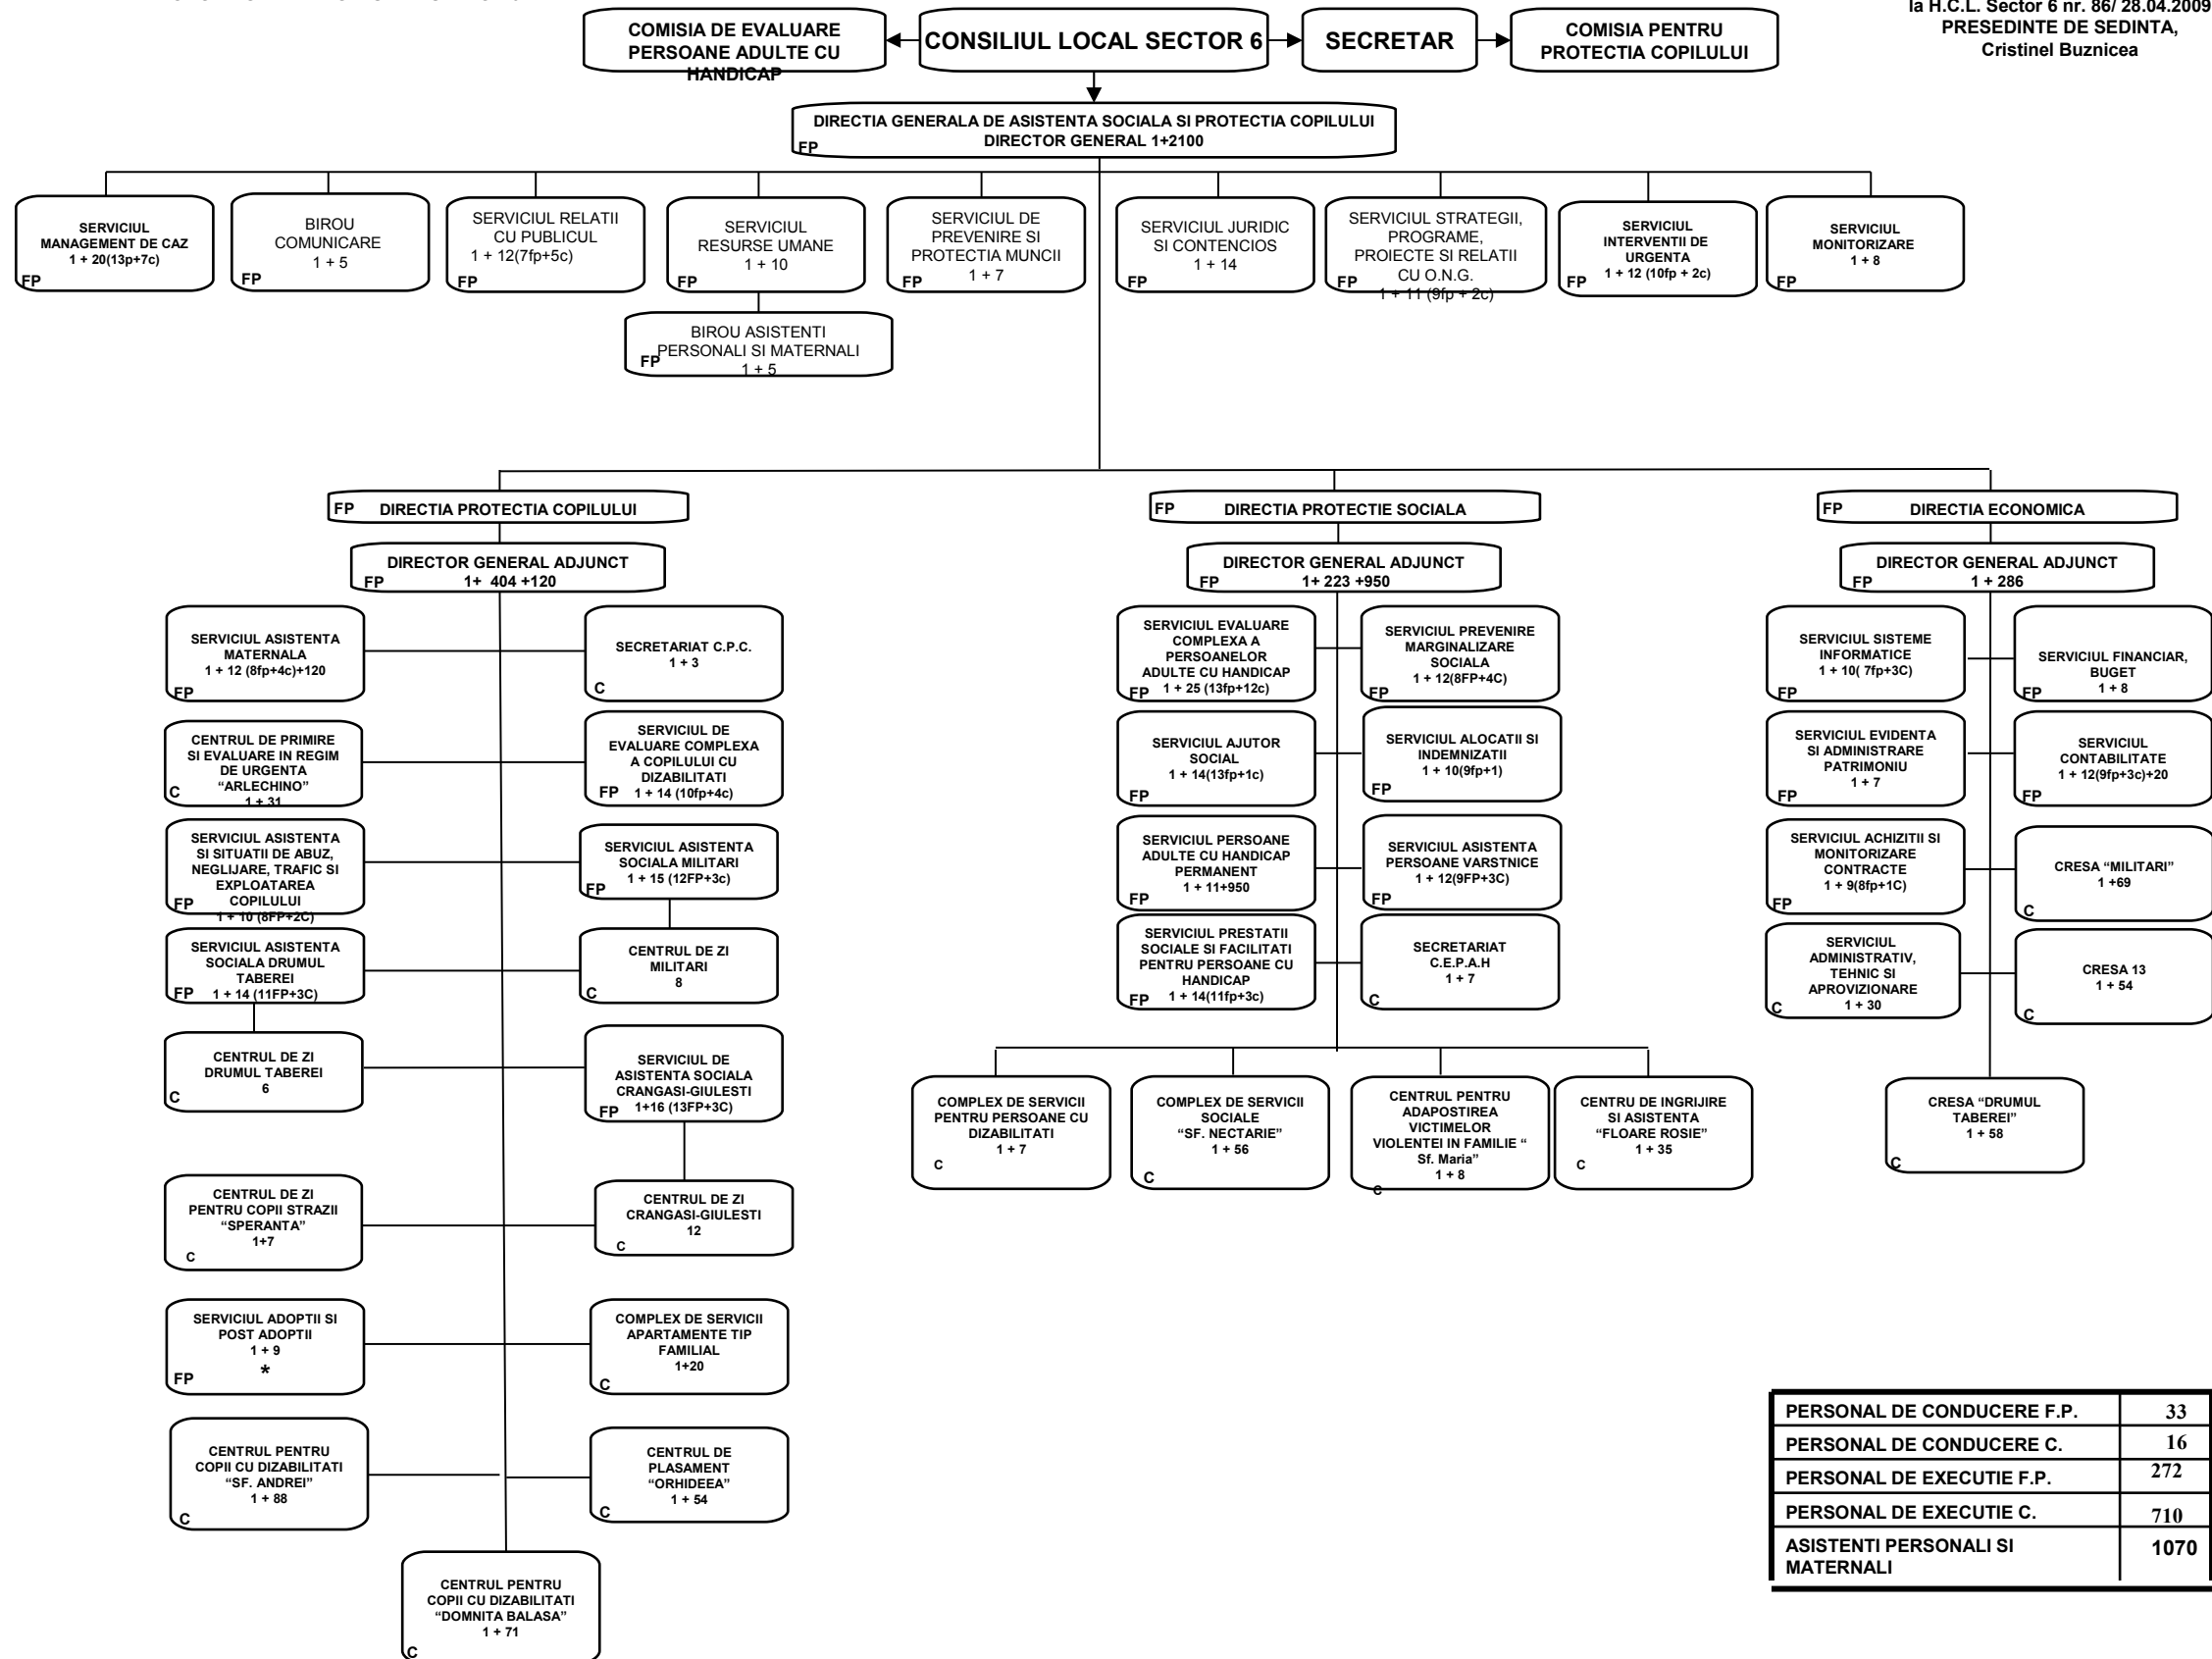 la H.C.L. Sector 6 nr. 86/ 28.04.2009
PRESEDINTE DE SEDINTA,
Cristinel Buznicea
COMISIA DE EVALUARE
PERSOANE ADULTE CU
HANDICAP
CONSILIUL LOCAL SECTOR 6
SECRETAR
COMISIA PENTRU
PROTECTIA COPILULUI
DIRECTIA GENERALA DE ASISTENTA SOCIALA SI PROTECTIA COPILULUI
DIRECTOR GENERAL 1+2100
FP
SERVICIUL
MANAGEMENT DE CAZ
1 + 20(13p+7c)
FP
BIROU
COMUNICARE
1 + 5
FP
SERVICIUL RELATII
CU PUBLICUL
1 + 12(7fp+5c)
FP
SERVICIUL
RESURSE UMANE
1 + 10
FP
SERVICIUL DE
PREVENIRE SI
PROTECTIA MUNCII
1 + 7
FP
SERVICIUL JURIDIC
SI CONTENCIOS
1 + 14
FP
SERVICIUL STRATEGII,
PROGRAME,
PROIECTE SI RELATII
CU O.N.G.
1 + 11 (9fp + 2c)
FP
SERVICIUL
INTERVENTII DE
URGENTA
1 + 12 (10fp + 2c)
FP
SERVICIUL
MONITORIZARE
1 + 8
FP
BIROU ASISTENTI
PERSONALI SI MATERNALI
1 + 5
FP
FP DIRECTIA PROTECTIA COPILULUI
DIRECTOR GENERAL ADJUNCT
FP 1+ 404 +120
SERVICIUL ASISTENTA
MATERNALA
1 + 12 (8fp+4c)+120
FP
SECRETARIAT C.P.C.
1 + 3
C
CENTRUL DE PRIMIRE
SI EVALUARE IN REGIM
DE URGENTA
“ARLECHINO”
1 + 31
C
SERVICIUL DE
EVALUARE COMPLEXA
A COPILULUI CU
DIZABILITATI
FP 1 + 14 (10fp+4c)
SERVICIUL ASISTENTA
SI SITUATII DE ABUZ,
NEGLIJARE, TRAFIC SI
EXPLOATAREA
COPILULUI
1 + 10 (8FP+2C)
FP
SERVICIUL ASISTENTA
SOCIALA MILITARI
1 + 15 (12FP+3c)
FP
SERVICIUL ASISTENTA
SOCIALA DRUMUL
TABEREI
FP 1 + 14 (11FP+3C)
CENTRUL DE ZI
MILITARI
8
C
CENTRUL DE ZI
DRUMUL TABEREI
6
C
SERVICIUL DE
ASISTENTA SOCIALA
CRANGASI-GIULESTI
FP 1+16 (13FP+3C)
CENTRUL DE ZI
PENTRU COPII STRAZII
“SPERANTA”
1+7
C
CENTRUL DE ZI
CRANGASI-GIULESTI
12
C
SERVICIUL ADOPTII SI
POST ADOPTII
1 + 9
*
FP
COMPLEX DE SERVICII
APARTAMENTE TIP
FAMILIAL
1+20
C
CENTRUL PENTRU
COPII CU DIZABILITATI
“SF. ANDREI”
1 + 88
C
CENTRUL DE
PLASAMENT
“ORHIDEEA”
1 + 54
C
CENTRUL PENTRU
COPII CU DIZABILITATI
“DOMNITA BALASA”
1 + 71
C
FP DIRECTIA PROTECTIE SOCIALA
DIRECTOR GENERAL ADJUNCT
FP 1+ 223 +950
SERVICIUL EVALUARE
COMPLEXA A
PERSOANELOR
ADULTE CU HANDICAP
FP 1 + 25 (13fp+12c)
SERVICIUL PREVENIRE
MARGINALIZARE
SOCIALA
1 + 12(8FP+4C)
FP
SERVICIUL AJUTOR
SOCIAL
1 + 14(13fp+1c)
FP
SERVICIUL ALOCATII SI
INDEMNIZATII
1 + 10(9fp+1)
FP
SERVICIUL PERSOANE
ADULTE CU HANDICAP
PERMANENT
1 + 11+950
FP
SERVICIUL ASISTENTA
PERSOANE VARSTNICE
1 + 12(9FP+3C)
FP
SERVICIUL PRESTATII
SOCIALE SI FACILITATI
PENTRU PERSOANE CU
HANDICAP
FP 1 + 14(11fp+3c)
SECRETARIAT
C.E.P.A.H
1 + 7
C
COMPLEX DE SERVICII
PENTRU PERSOANE CU
DIZABILITATI
1 + 7
C
COMPLEX DE SERVICII
SOCIALE
“SF. NECTARIE”
1 + 56
C
CENTRUL PENTRU
ADAPOSTIREA
VICTIMELOR
VIOLENTEI IN FAMILIE “
Sf. Maria”
1 + 8
C
CENTRU DE INGRIJIRE
SI ASISTENTA
“FLOARE ROSIE”
1 + 35
C
FP DIRECTIA ECONOMICA
DIRECTOR GENERAL ADJUNCT
FP 1 + 286
SERVICIUL SISTEME
INFORMATICE
1 + 10( 7fp+3C)
FP
SERVICIUL FINANCIAR,
BUGET
1 + 8
FP
SERVICIUL EVIDENTA
SI ADMINISTRARE
PATRIMONIU
1 + 7
FP
SERVICIUL
CONTABILITATE
1 + 12(9fp+3c)+20
FP
SERVICIUL ACHIZITII SI
MONITORIZARE
CONTRACTE
1 + 9(8fp+1C)
FP
CRESA “MILITARI”
1 +69
C
SERVICIUL
ADMINISTRATIV,
TEHNIC SI
APROVIZIONARE
1 + 30
C
CRESA 13
1 + 54
C
CRESA “DRUMUL
TABEREI”
1 + 58
C
PERSONAL DE CONDUCERE F.P. 33
PERSONAL DE CONDUCERE C. 16
PERSONAL DE EXECUTIE F.P. 272
PERSONAL DE EXECUTIE C. 710
ASISTENTI PERSONALI SI
MATERNALI 1070